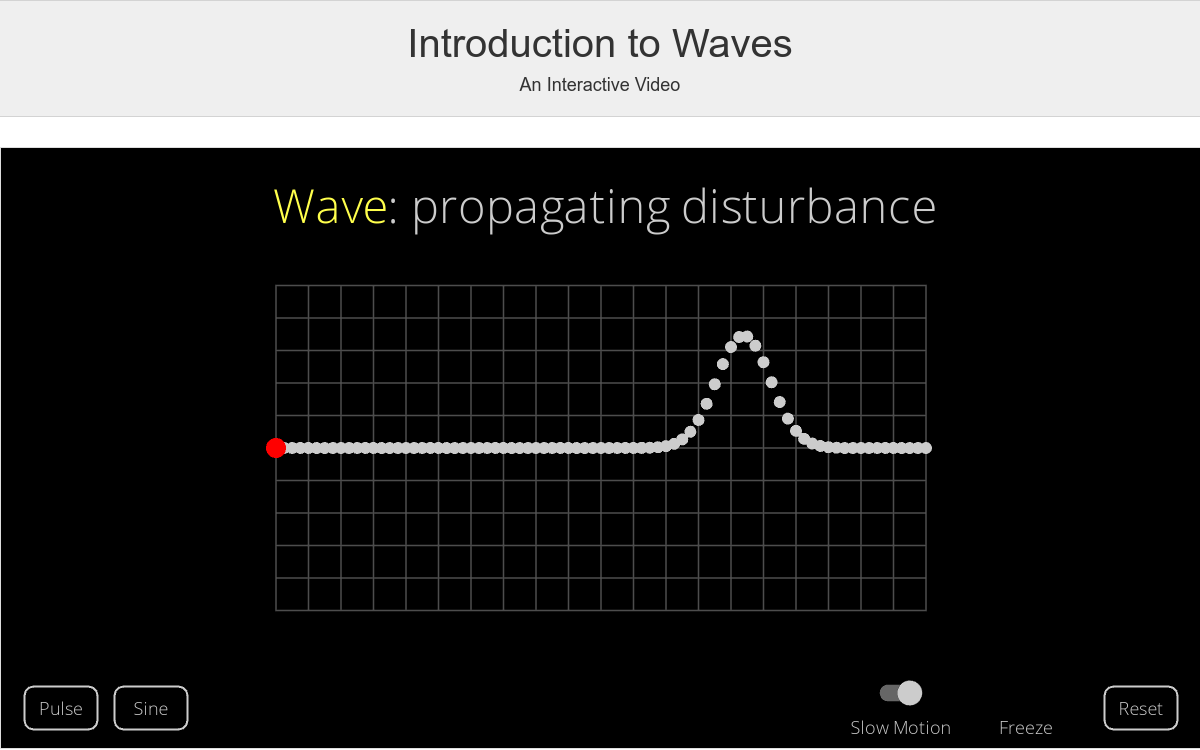 Introduction to Waves
An Interactive Video
Wave: propagating disturbance
Pulse
Sine
Slow Motion
Freeze
Reset